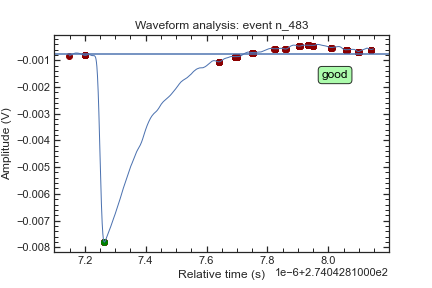 Waveform analysis: event n_483
Amplitude (V)
−0.001
−0.002
−0.003
−0.004
−0.005
−0.006
−0.007
−0.008
good
7.2 7.4 7.6 7.8 8.0
1e-6+2.7404281000e2
Relative time (s)